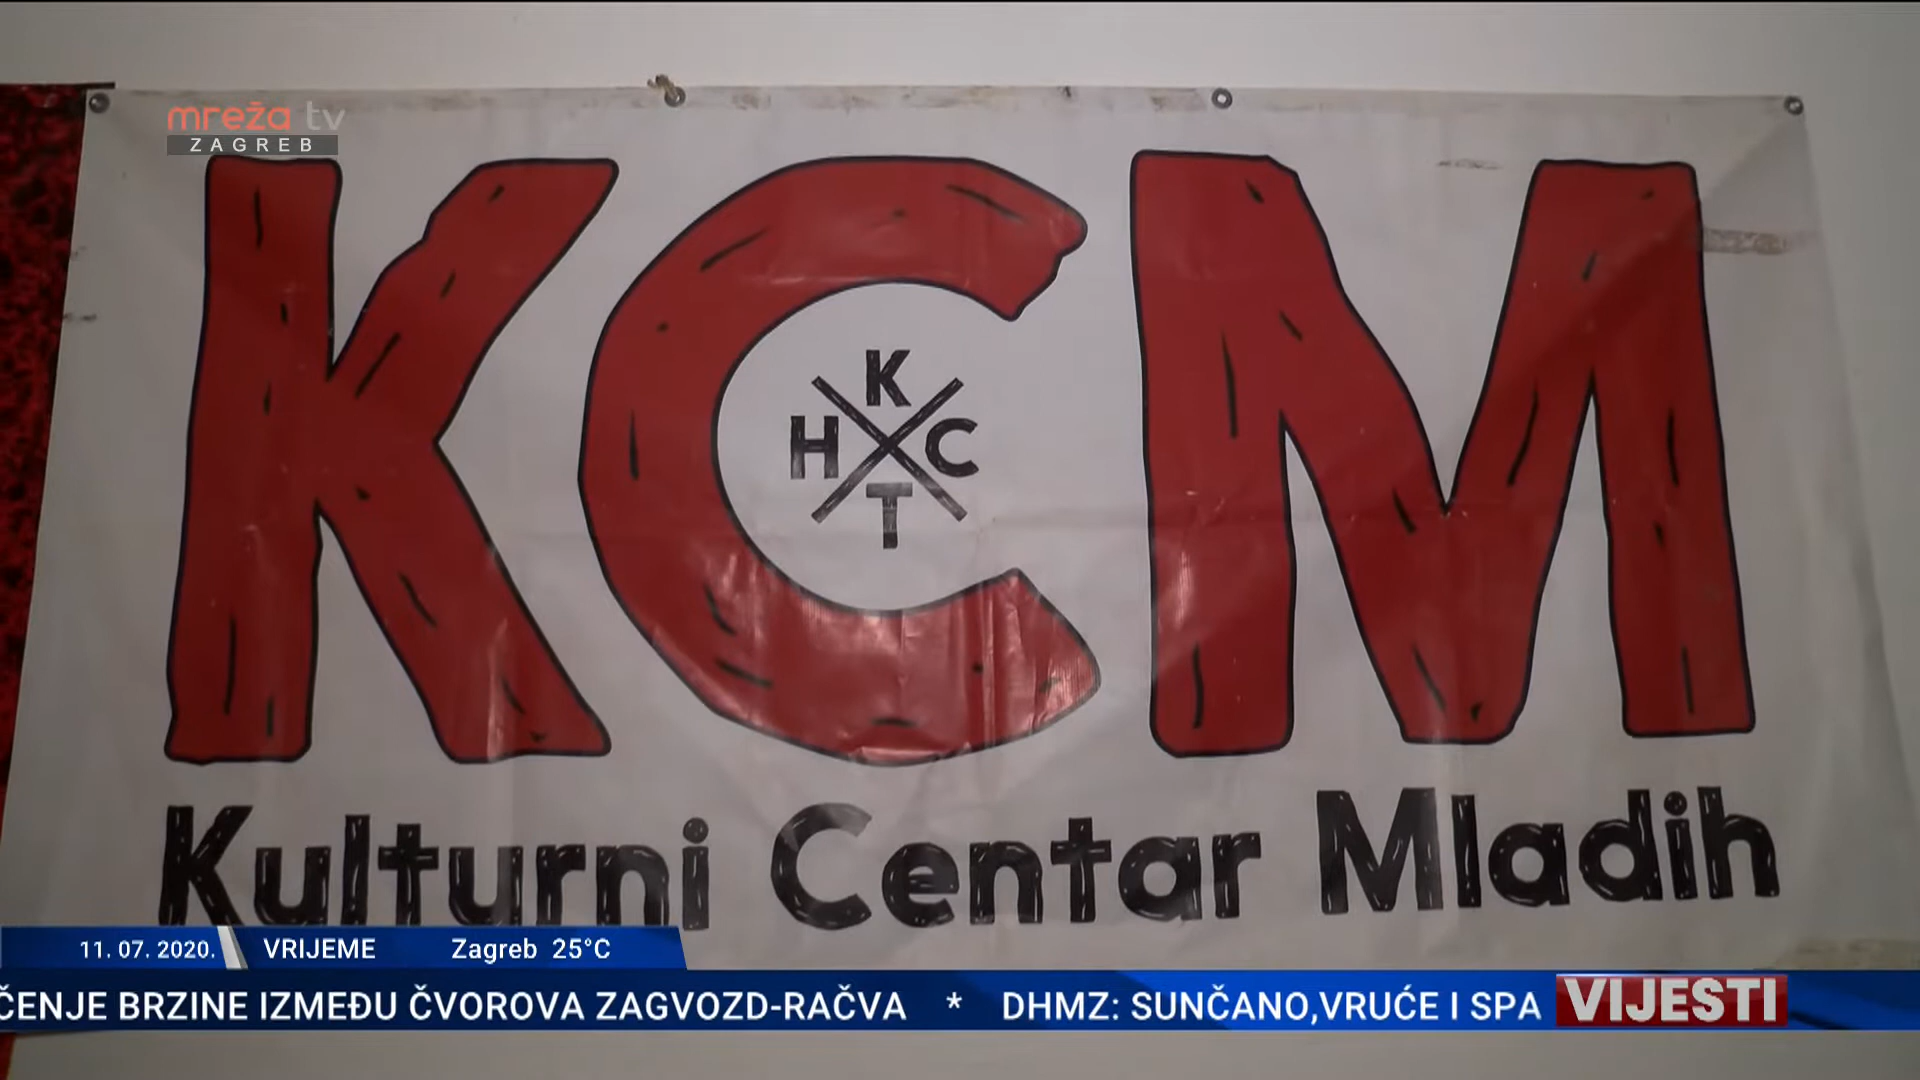 mreža tv
ZAGREB
KCM
K
H C
T
Kulturni Centar Mladih
11. 07. 2020. VRIJEME Zagreb 25°C
ČENJE BRZINE IZMEĐU ČVOROVA ZAGVOZD-RAČVA * DHMZ: SUNČANO,VRUĆE I SPA
VIJESTI